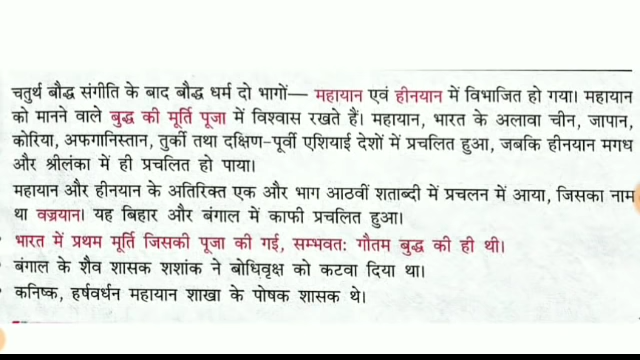 चतुर्थ बौद्ध संगीति के बाद बौद्ध धर्म दो भागों— महायान एवं हीनयान में विभाजित हो गया। महायान
को मानने वाले बुद्ध की मूर्ति पूजा में विश्वास रखते हैं। महायान, भारत के अलावा चीन, जापान,
कोरिया, अफगानिस्तान, तुर्की तथा दक्षिण-पूर्वी एशियाई देशों में प्रचलित हुआ, जबकि हीनयान मगध
और श्रीलंका में ही प्रचलित हो पाया।
महायान और हीनयान के अतिरिक्त एक और भाग आठवीं शताब्दी में प्रचलन में आया, जिसका नाम
था वज्रयान। यह बिहार और बंगाल में काफी प्रचलित हुआ।
• भारत में प्रथम मूर्ति जिसकी पूजा की गई, सम्भवतः गौतम बुद्ध की ही थी।
• बंगाल के शैव शासक शशांक ने बोधिवृक्ष को कटवा दिया था।
• कनिष्क, हर्षवर्धन महायान शाखा के पोषक शासक थे।